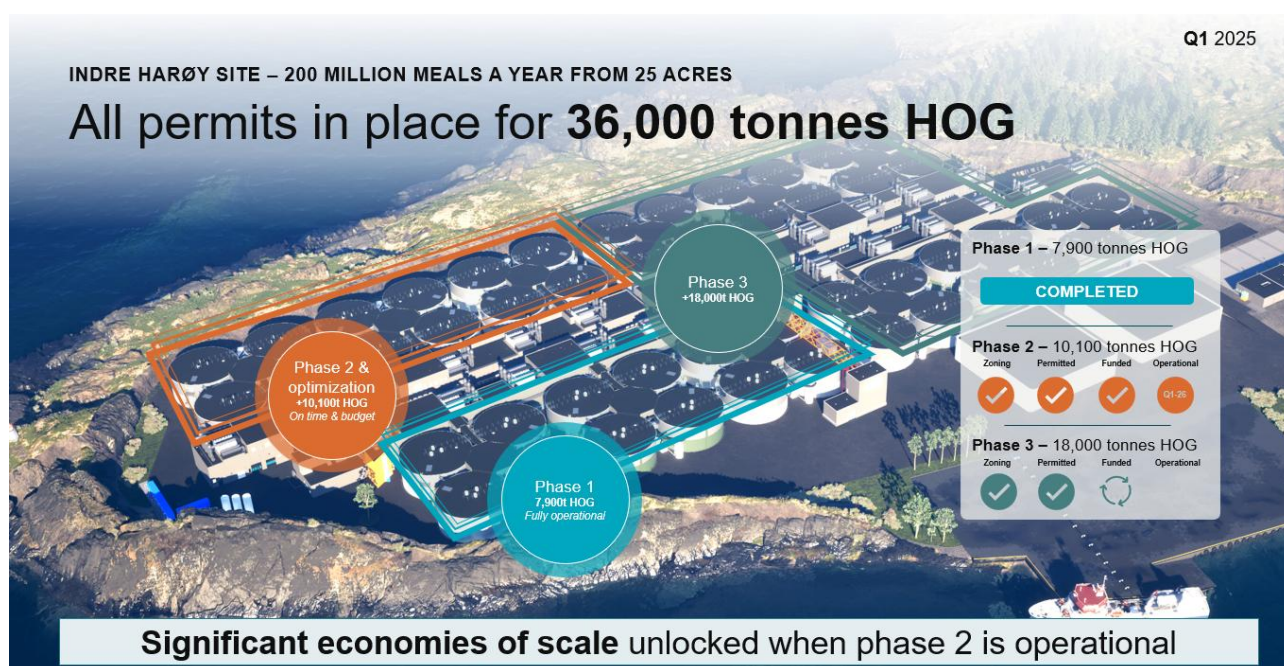 Q1 2025
INDRE HARØY SITE – 200 MILLION MEALS A YEAR FROM 25 ACRES
All permits in place for 36,000 tonnes HOG
Phase 3
+18,000t HOG
Phase 2 &
optimization
+10,100t HOG
On time & budget
Phase 1
7,900t HOG
Fully operational
Phase 1 – 7,900 tonnes HOG
COMPLETED
Phase 2 – 10,100 tonnes HOG
Zoning Permitted Funded Operational
Q1-26
Phase 3 – 18,000 tonnes HOG
Zoning Permitted Funded Operational
Significant economies of scale unlocked when phase 2 is operational